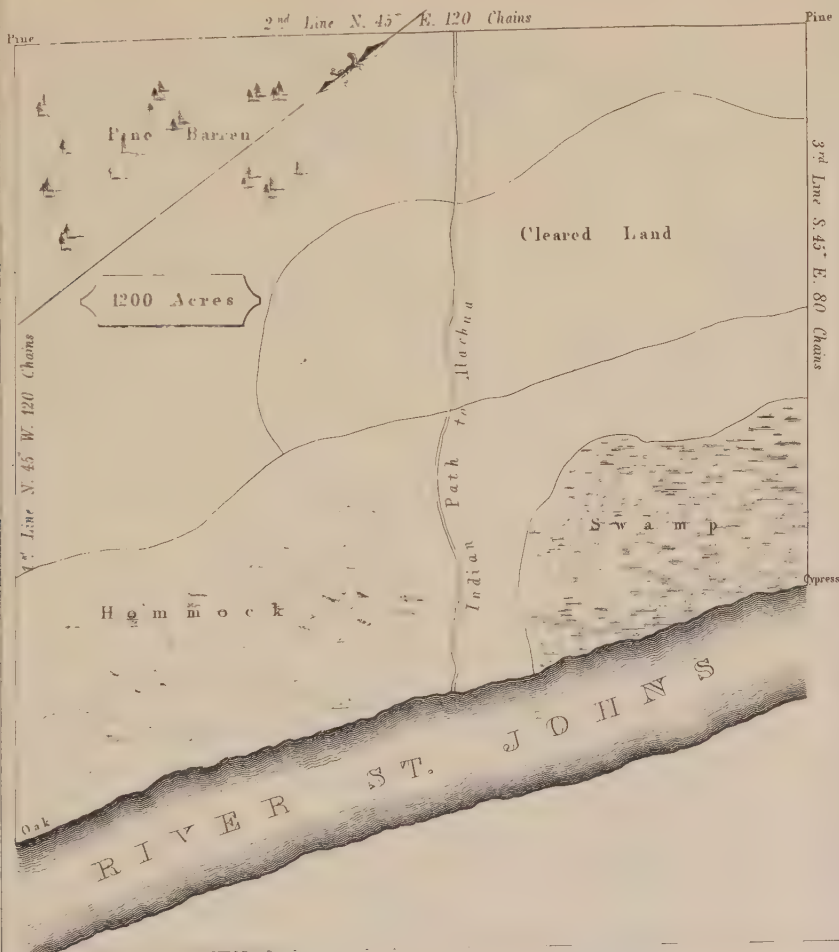 2nd Line N. 45° E. 120 Chains
Pine
Pine
Pine Barren
3rd Line S. 45° E. 80 Chains
Cleared Land
1200 Acres
1st Line N. 45° W. 120 Chains
Indian Path to Alachua
Swamp
Cypress
Hommock
Oak
RIVER ST. JOHNS